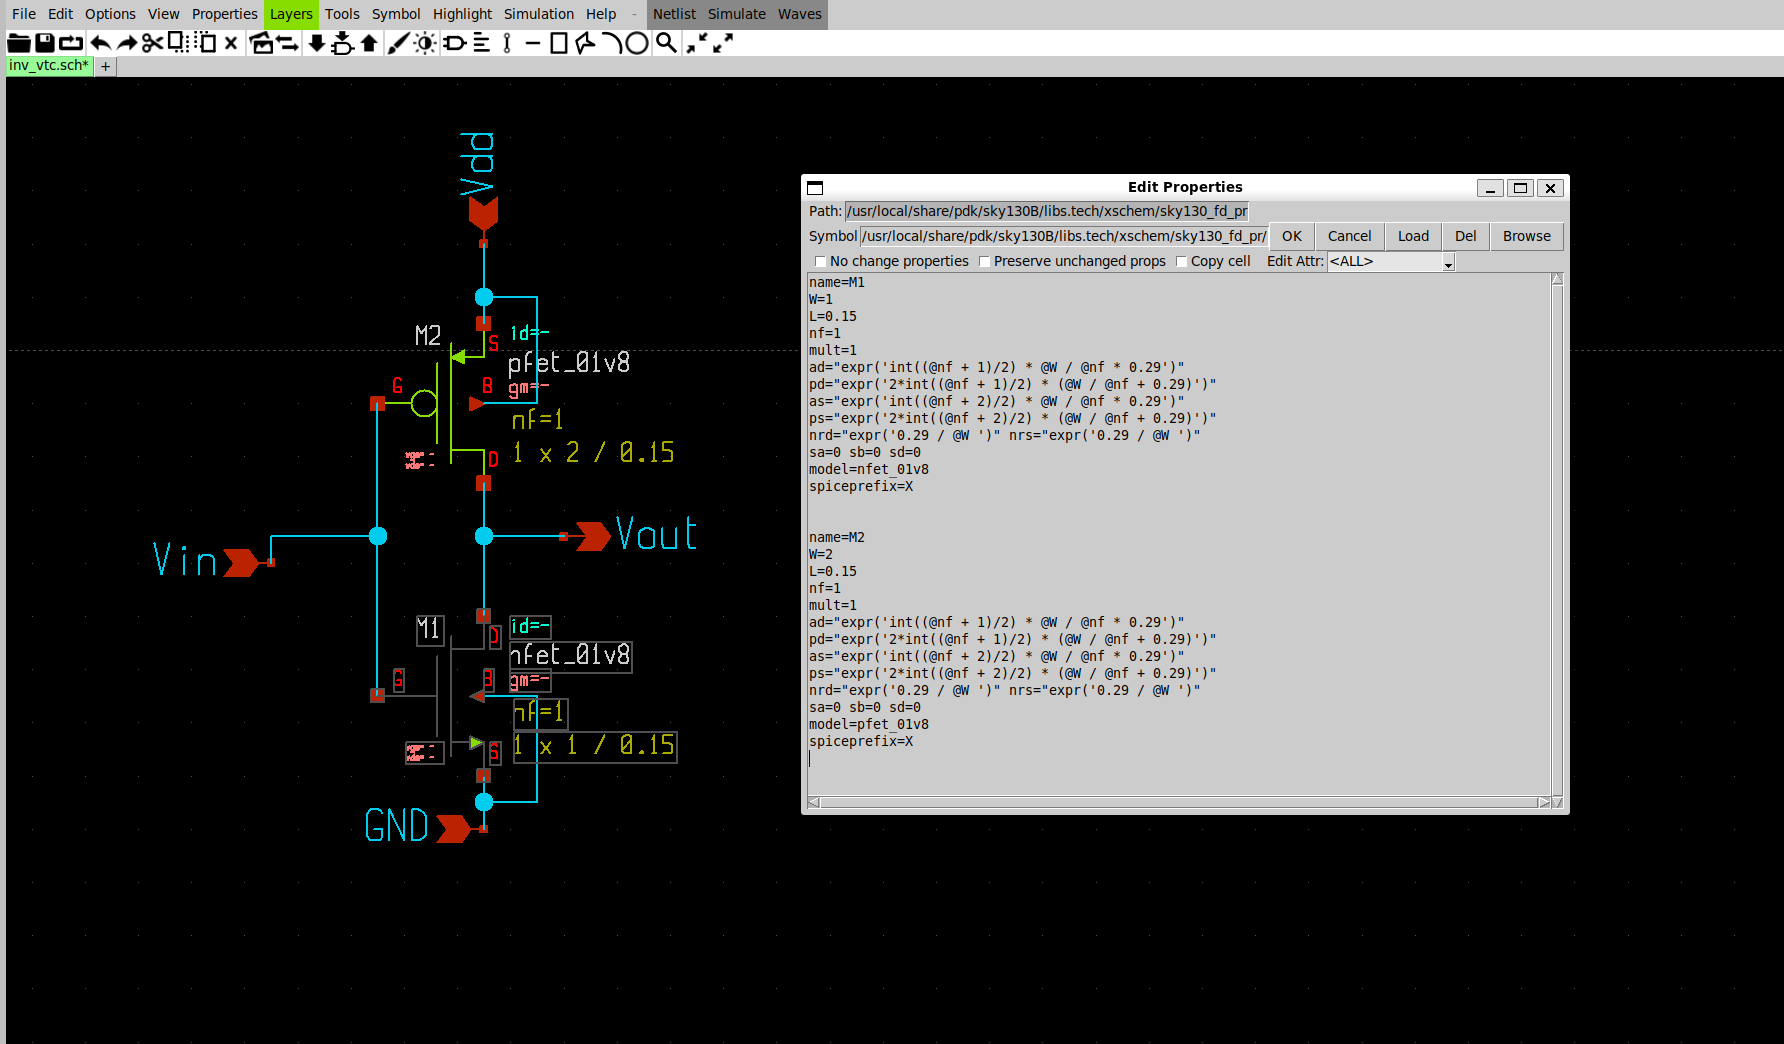 File Edit Options View Properties Layers Tools Symbol Highlight Simulation Help - Netlist Simulate Waves
inv_vtc.sch* +
Vdd
M2
id=-
S
pfet_01v8
G
B
gm=-
nf=1
1 x 2 / 0.15
D
Vin
Vout
M1
id=-
D
nfet_01v8
G
B
gm=-
nf=1
1 x 1 / 0.15
S
GND
Edit Properties
Path: /usr/local/share/pdk/sky130B/libs.tech/xschem/sky130_fd_pr
Symbol /usr/local/share/pdk/sky130B/libs.tech/xschem/sky130_fd_pr/ OK Cancel Load Del Browse
No change properties Preserve unchanged props Copy cell Edit Attr: <ALL>
name=M1
W=1
L=0.15
nf=1
mult=1
ad="expr('int((@nf + 1)/2) * @W / @nf * 0.29')"
pd="expr('2*int((@nf + 1)/2) * (@W / @nf + 0.29)')"
as="expr('int((@nf + 2)/2) * @W / @nf * 0.29')"
ps="expr('2*int((@nf + 2)/2) * (@W / @nf + 0.29)')"
nrd="expr('0.29 / @W ')" nrs="expr('0.29 / @W ')"
sa=0 sb=0 sd=0
model=nfet_01v8
spiceprefix=X
name=M2
W=2
L=0.15
nf=1
mult=1
ad="expr('int((@nf + 1)/2) * @W / @nf * 0.29')"
pd="expr('2*int((@nf + 1)/2) * (@W / @nf + 0.29)')"
as="expr('int((@nf + 2)/2) * @W / @nf * 0.29')"
ps="expr('2*int((@nf + 2)/2) * (@W / @nf + 0.29)')"
nrd="expr('0.29 / @W ')" nrs="expr('0.29 / @W ')"
sa=0 sb=0 sd=0
model=pfet_01v8
spiceprefix=X